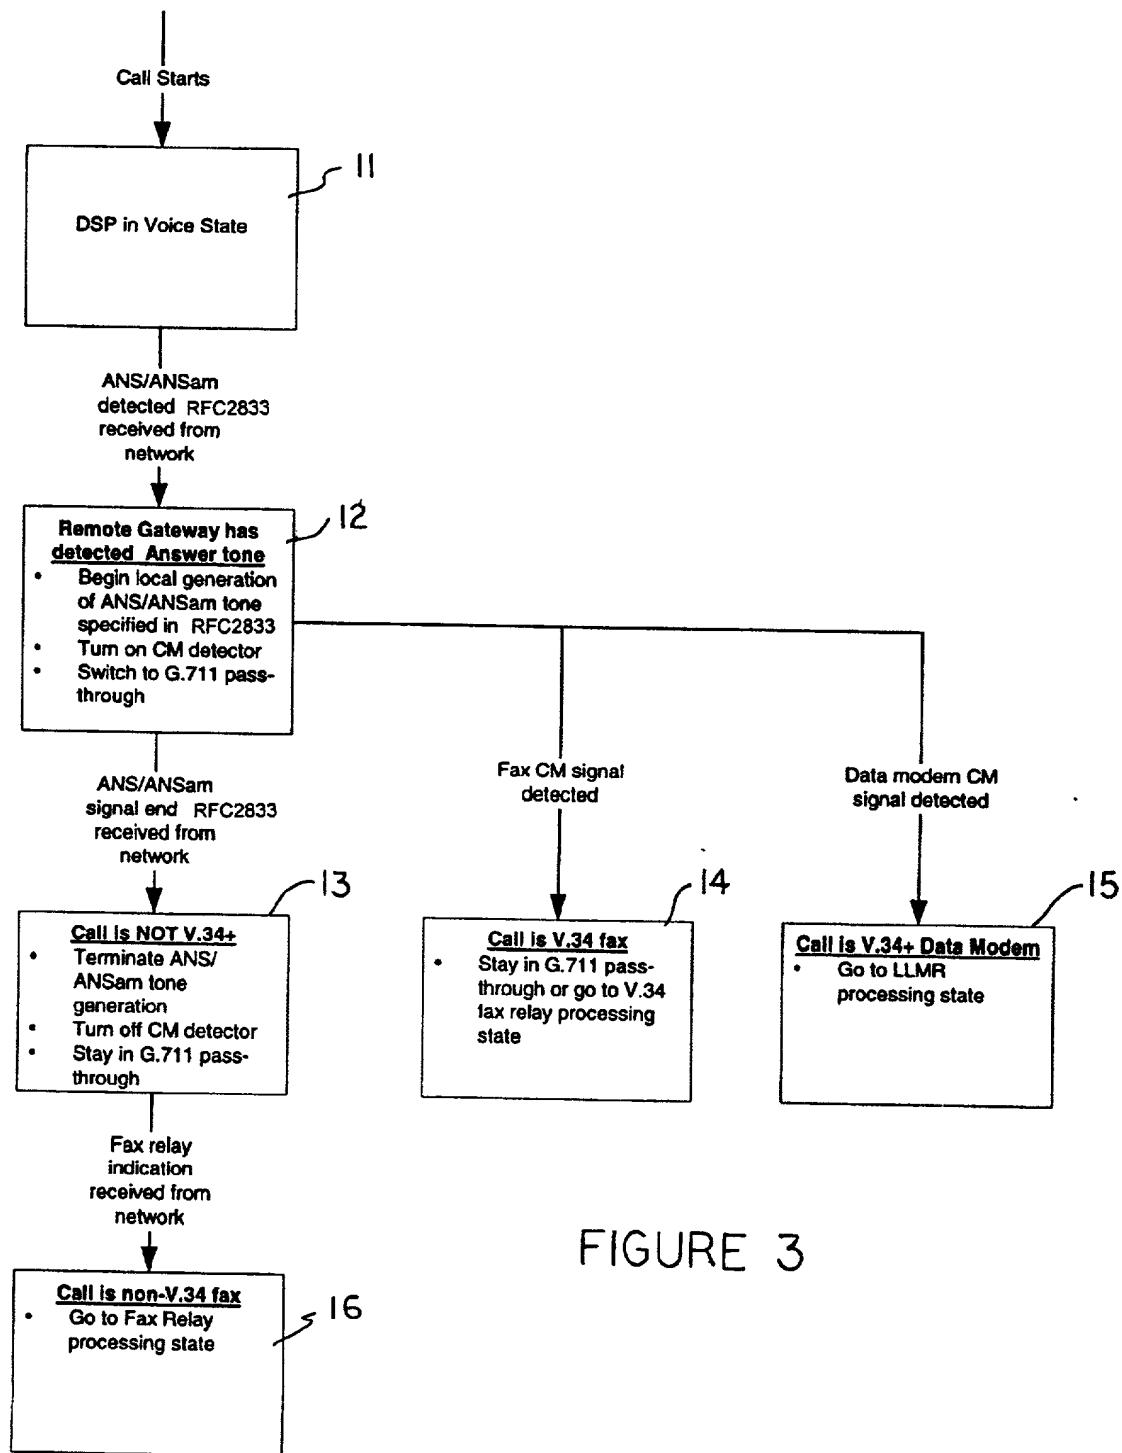 Call Starts
11
DSP in Voice State
ANS/ANSam
detected RFC2833
received from
network
12
Remote Gateway has
detected Answer tone
• Begin local generation
of ANS/ANSam tone
specified in RFC2833
• Turn on CM detector
• Switch to G.711 pass-
through
ANS/ANSam
signal end RFC2833
received from
network
Fax CM signal
detected
Data modem CM
signal detected
13
Call is NOT V.34+
• Terminate ANS/
ANSam tone
generation
• Turn off CM detector
• Stay in G.711 pass-
through
14
Call is V.34 fax
• Stay in G.711 pass-
through or go to V.34
fax relay processing
state
15
Call is V.34+ Data Modem
• Go to LLMR
processing state
Fax relay
indication
received from
network
16
Call is non-V.34 fax
• Go to Fax Relay
processing state
FIGURE 3